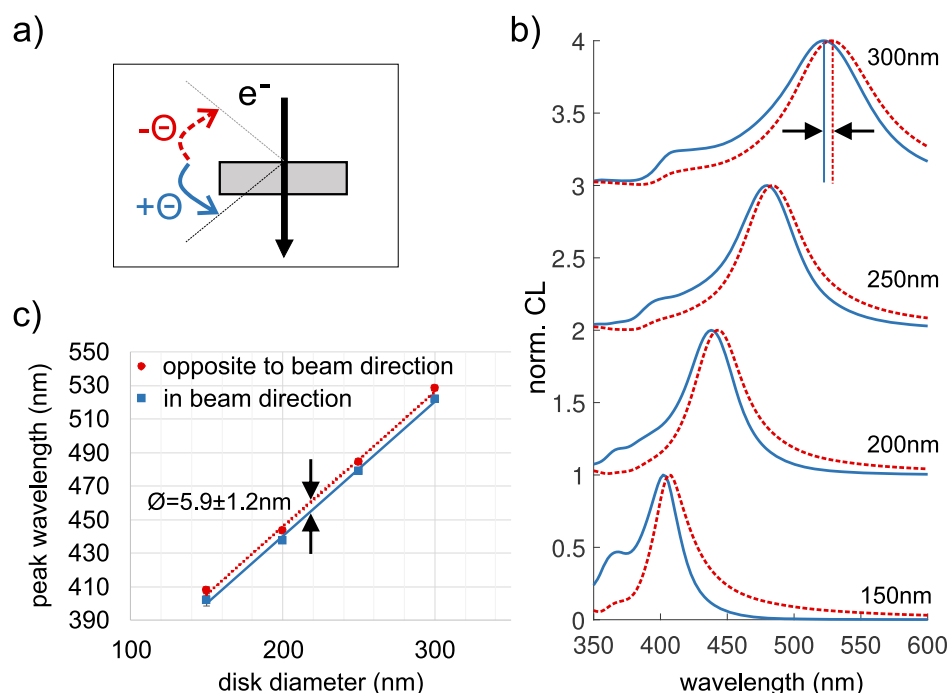 a)
e-
-Θ
+Θ
b)
4
3.5
3
2.5
2
1.5
1
0.5
0
norm. CL
300nm
250nm
200nm
150nm
350 400 450 500 550 600
wavelength (nm)
c)
550
530
510
490
470
450
430
410
390
peak wavelength (nm)
opposite to beam direction
in beam direction
Ø=5.9±1.2nm
100 200 300
disk diameter (nm)